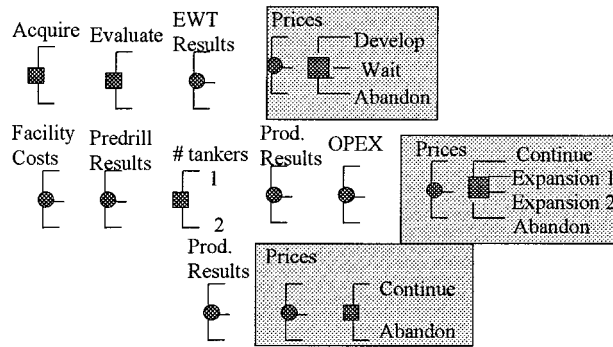 Acquire
Evaluate
EWT
Results
Prices
Develop
Wait
Abandon
Facility
Costs
Predrill
Results
# tankers
1
2
Prod.
Results
OPEX
Prices
Continue
Expansion 1
Expansion 2
Abandon
Prod.
Results
Prices
Continue
Abandon